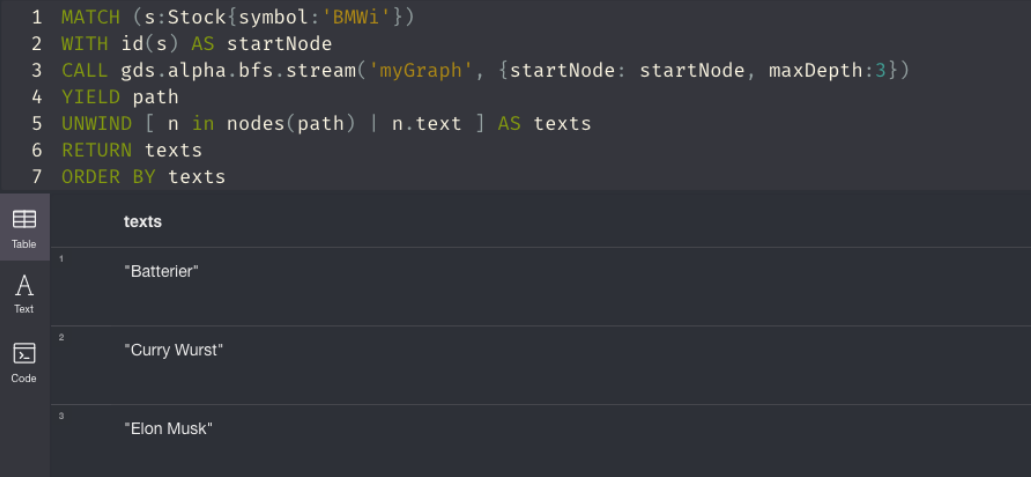 1 MATCH (s:Stock{symbol:'BMWi'})
2 WITH id(s) AS startNode
3 CALL gds.alpha.bfs.stream('myGraph', {startNode: startNode, maxDepth:3})
4 YIELD path
5 UNWIND [ n in nodes(path) | n.text ] AS texts
6 RETURN texts
7 ORDER BY texts
Table
texts
1
"Batterier"
A
Text
2
"Curry Wurst"
Code
3
"Elon Musk"